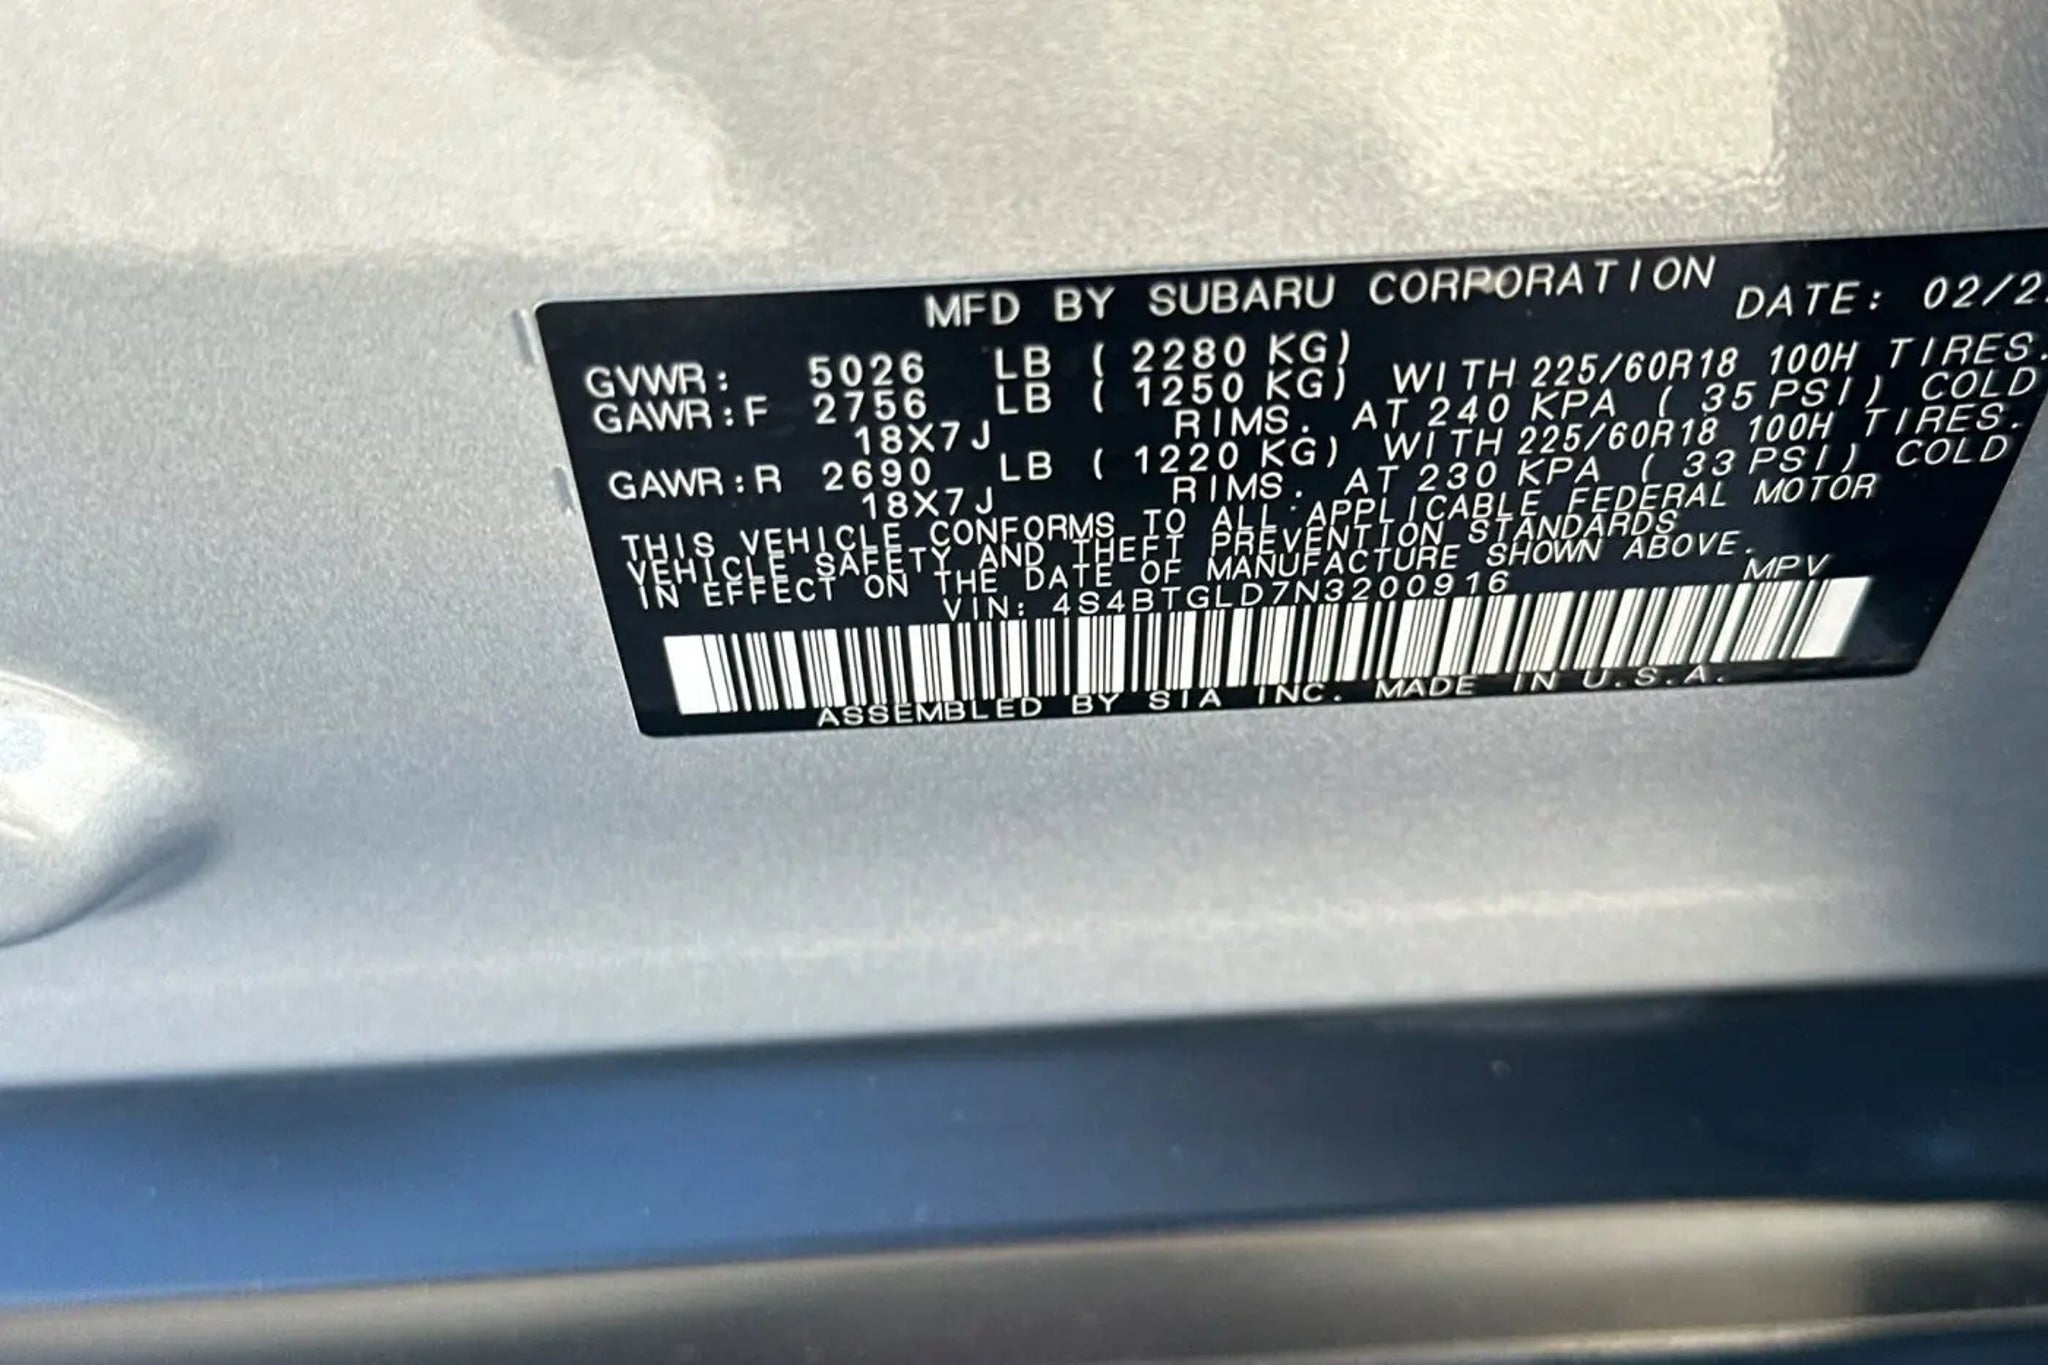 MFD BY SUBARU CORPORATION DATE: 02/2
GVWR: 5026 LB ( 2280 KG)
GAWR:F 2756 LB ( 1250 KG) WITH 225/60R18 100H TIRES.
18X7J RIMS. AT 240 KPA ( 35 PSI) COLD
GAWR:R 2690 LB ( 1220 KG) WITH 225/60R18 100H TIRES.
18X7J RIMS. AT 230 KPA ( 33 PSI) COLD
THIS VEHICLE CONFORMS TO ALL APPLICABLE FEDERAL MOTOR
VEHICLE SAFETY AND THEFT PREVENTION STANDARDS
IN EFFECT ON THE DATE OF MANUFACTURE SHOWN ABOVE.
VIN: 4S4BTGLD7N3200916 MPV
ASSEMBLED BY SIA INC. MADE IN U.S.A.